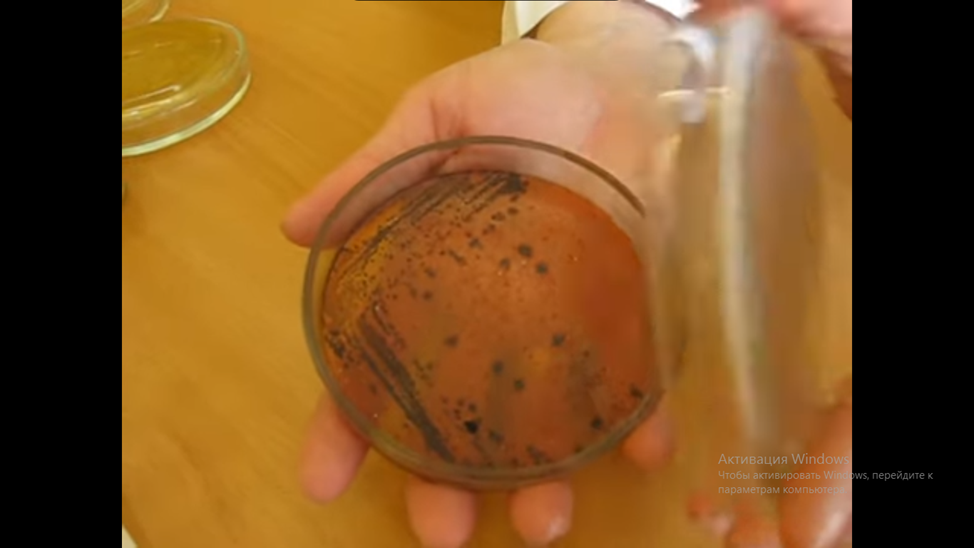 Активация Windows
Чтобы активировать Windows, перейдите к
параметрам компьютера.